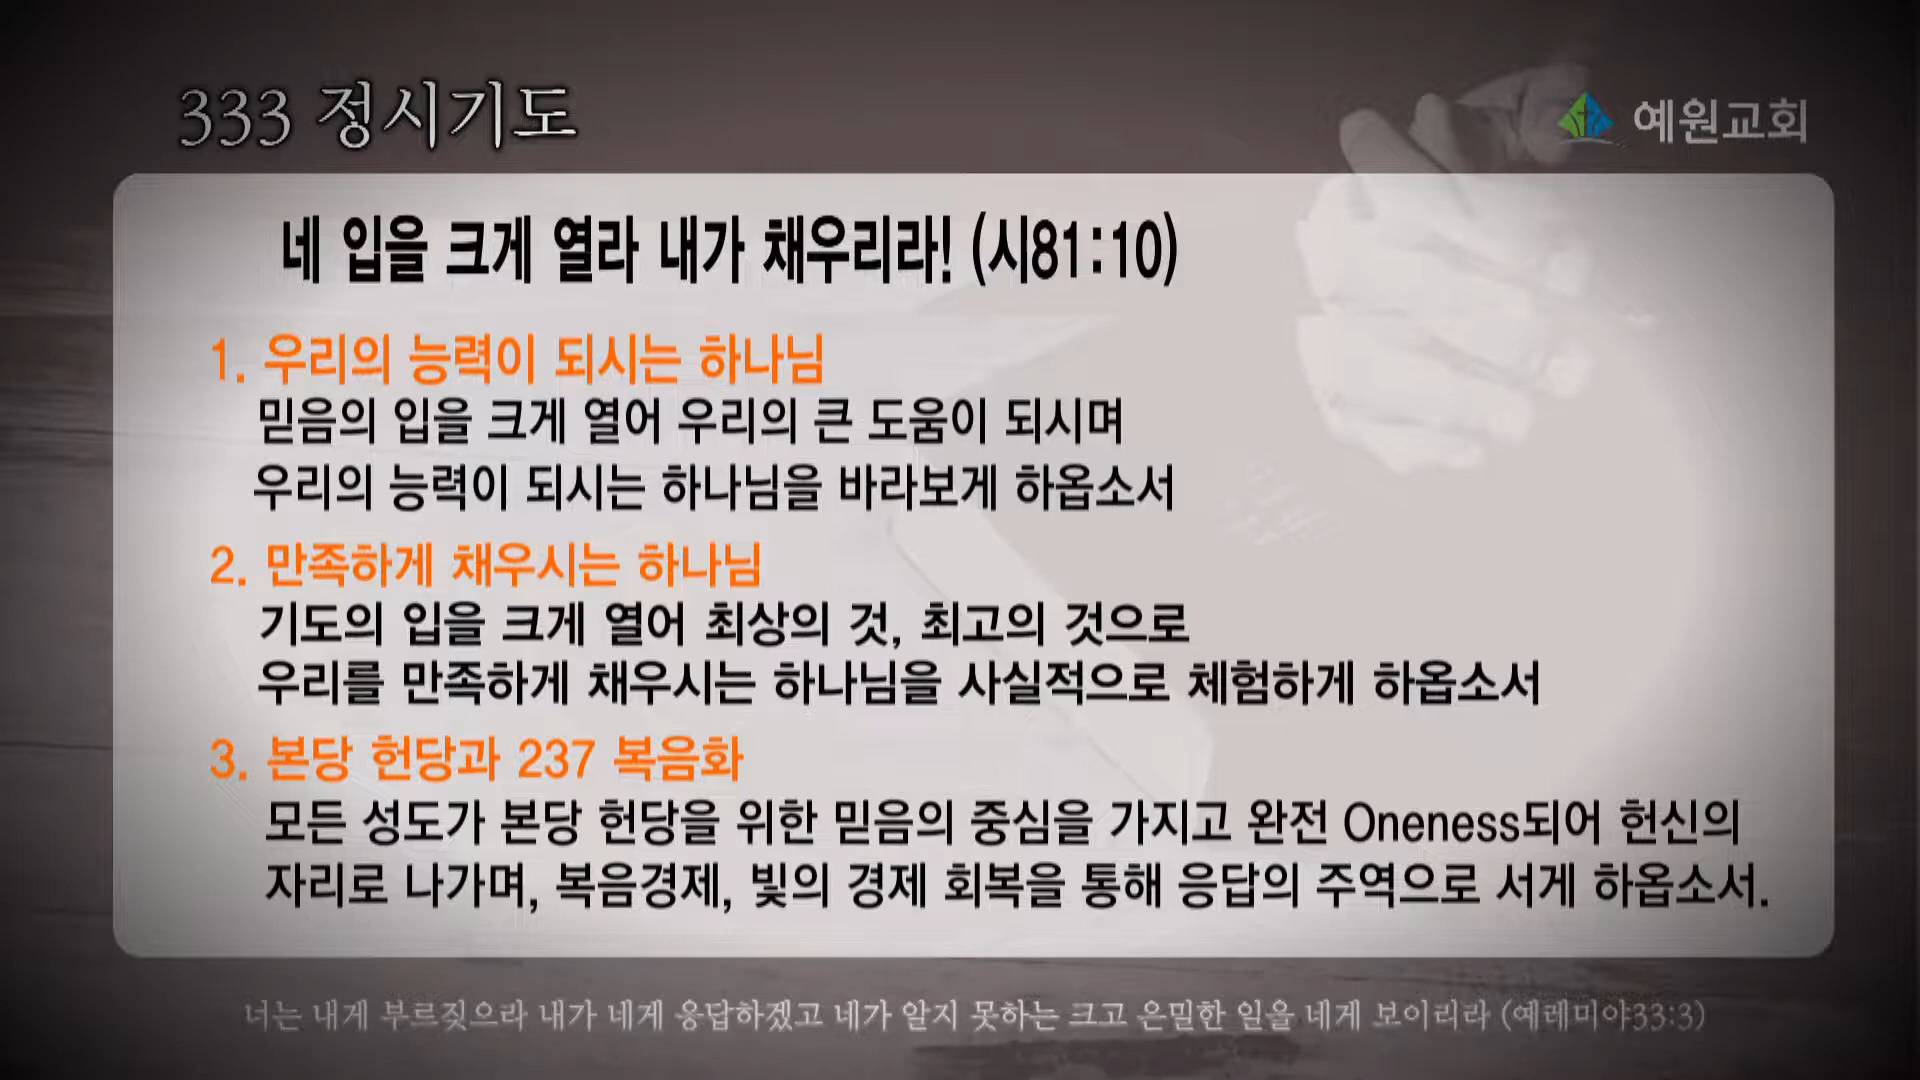 333 정시기도
예원교회
네 입을 크게 열라 내가 채우리라! (시81:10)
1. 우리의 능력이 되시는 하나님
믿음의 입을 크게 열어 우리의 큰 도움이 되시며
우리의 능력이 되시는 하나님을 바라보게 하옵소서
2. 만족하게 채우시는 하나님
기도의 입을 크게 열어 최상의 것, 최고의 것으로
우리를 만족하게 채우시는 하나님을 사실적으로 체험하게 하옵소서
3. 본당 헌당과 237 복음화
모든 성도가 본당 헌당을 위한 믿음의 중심을 가지고 완전 Oneness되어 헌신의
자리로 나가며, 복음경제, 빛의 경제 회복을 통해 응답의 주역으로 서게 하옵소서.
너는 내게 부르짖으라 내가 네게 응답하겠고 네가 알지 못하는 크고 은밀한 일을 네게 보이리라 (예레미야33:3)